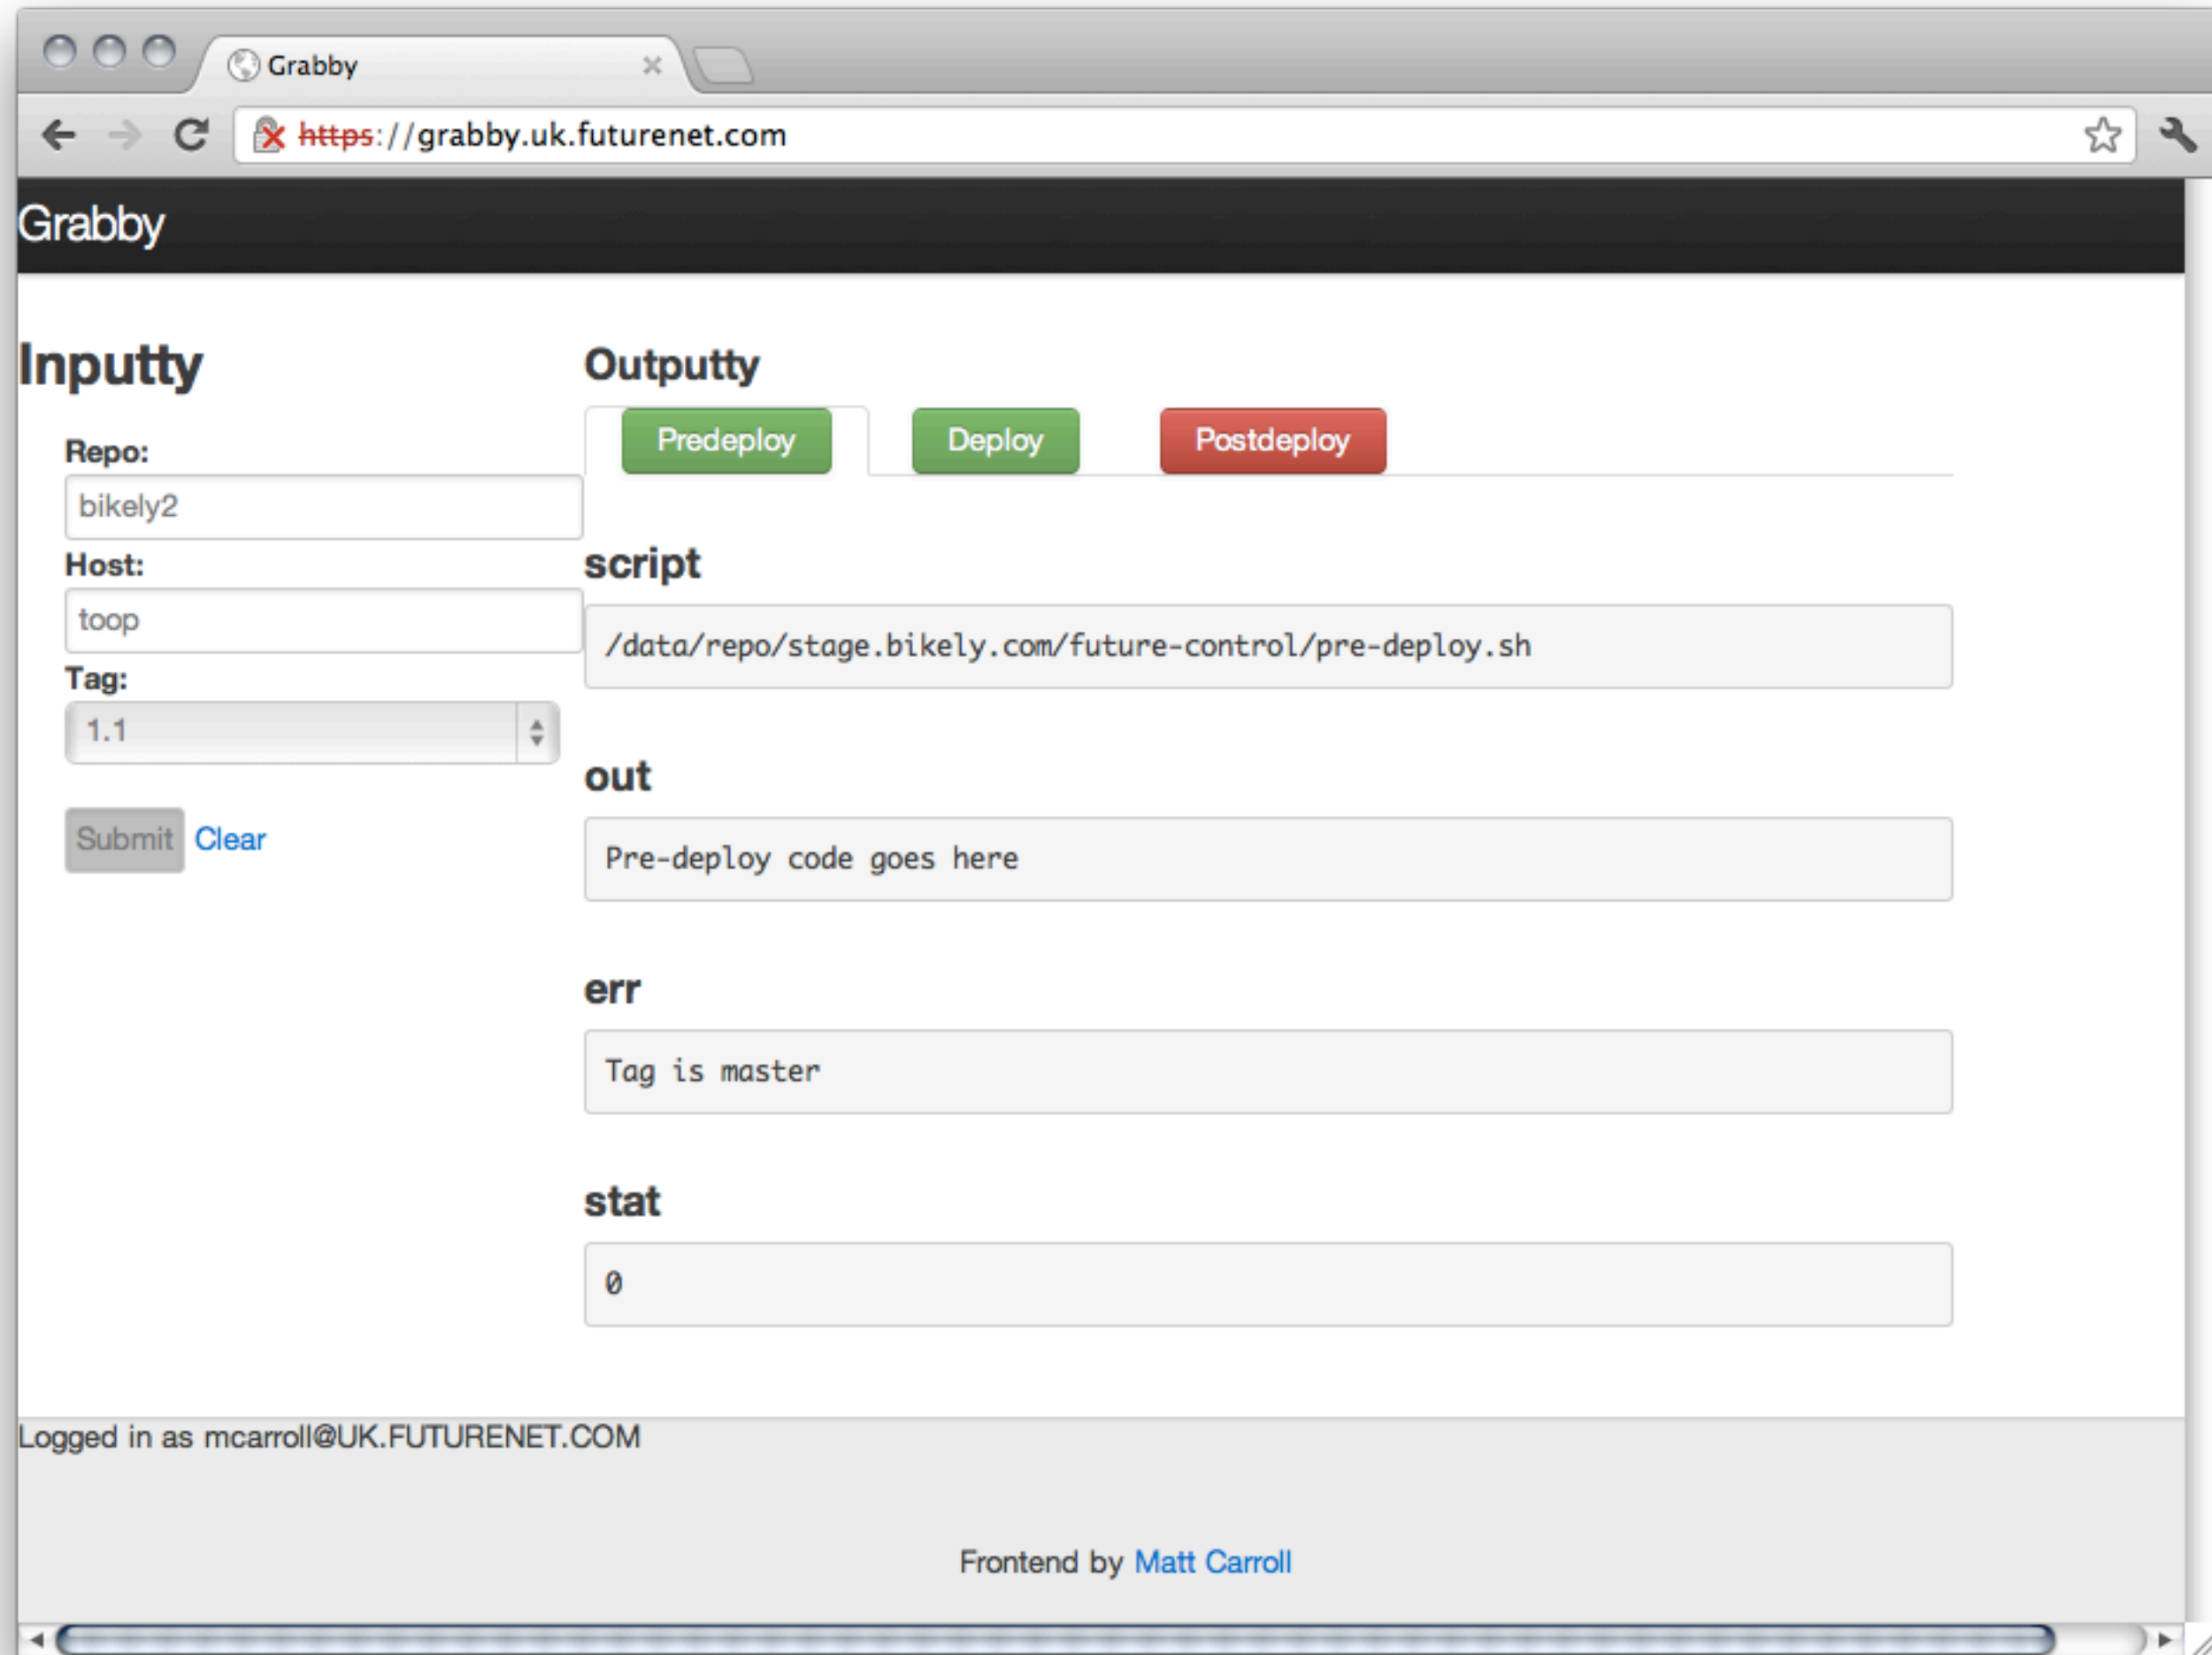 Grabby
https://grabby.uk.futurenet.com
Grabby
Inputty
Repo:
bikely2
Host:
toop
Tag:
1.1
Submit Clear
Outputty
Predeploy Deploy Postdeploy
script
/data/repo/stage.bikely.com/future-control/pre-deploy.sh
out
Pre-deploy code goes here
err
Tag is master
stat
0
Logged in as mcarroll@UK.FUTURENET.COM
Frontend by Matt Carroll